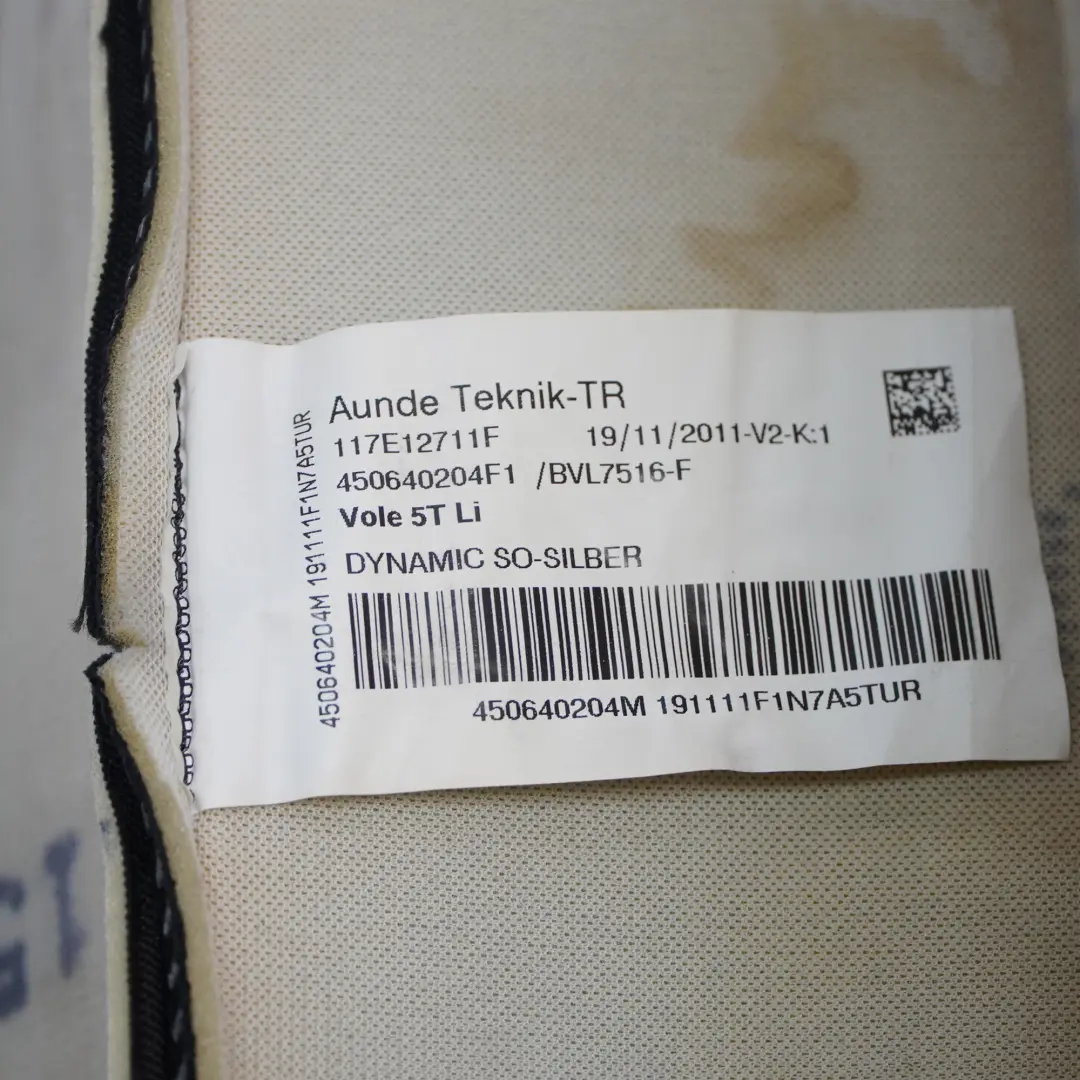 Aunde Teknik-TR
117E12711F 19/11/2011-V2-K:1
450640204F1 /BVL7516-F
Vole 5T Li
DYNAMIC SO-SILBER
450640204M 191111F1N7A5TUR
450640204M 191111F1N7A5TUR